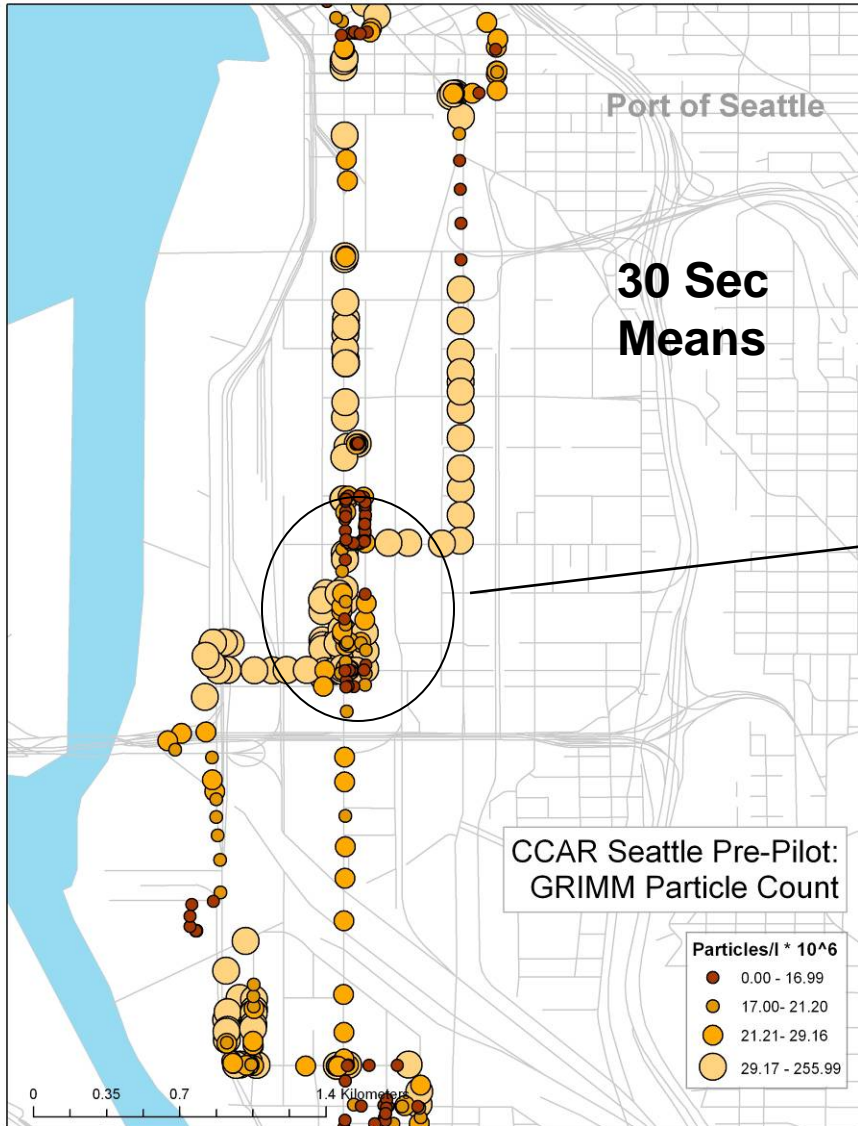 Port of Seattle
30 Sec
Means
CCAR Seattle Pre-Pilot:
GRIMM Particle Count
Particles/l * 10^6
0.00 - 16.99
17.00- 21.20
21.21- 29.16
29.17 - 255.99
0 0.35 0.7 1.4 Kilometers